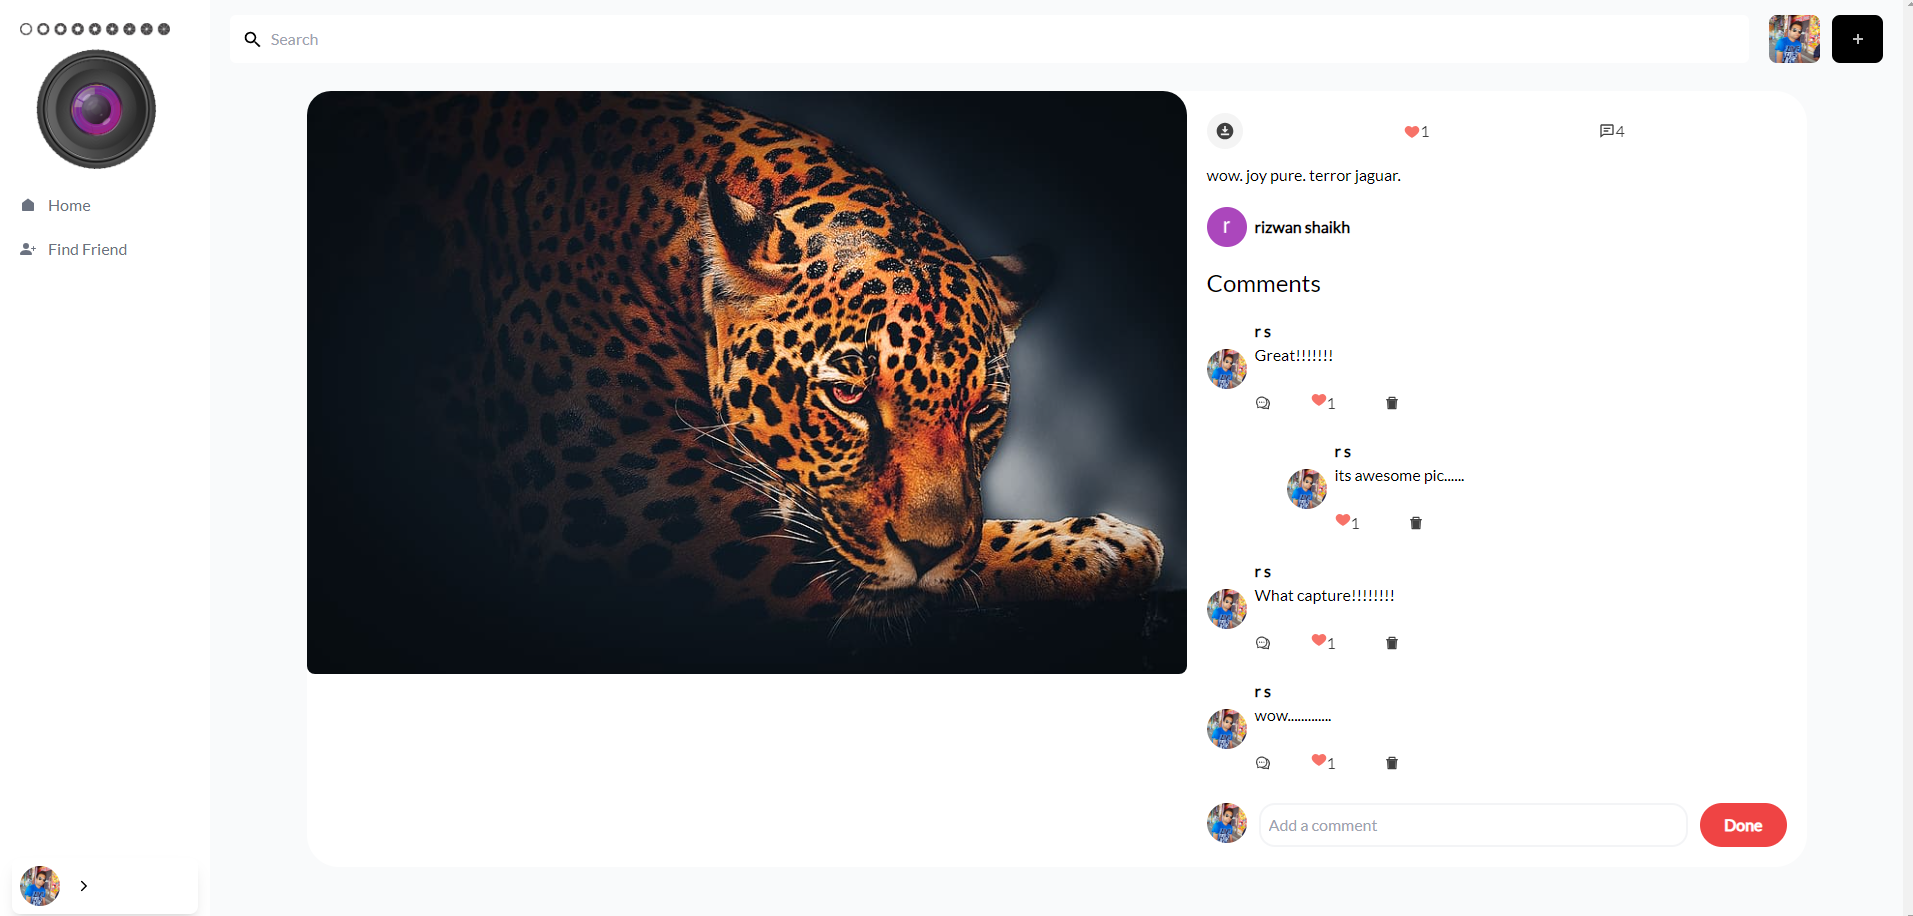 Search
+
Home
Find Friend
1
4
wow. joy pure. terror jaguar.
r
rizwan shaikh
Comments
r s
Great!!!!!!!
1
r s
its awesome pic......
1
r s
What capture!!!!!!!!
1
r s
wow.............
1
Add a comment
Done